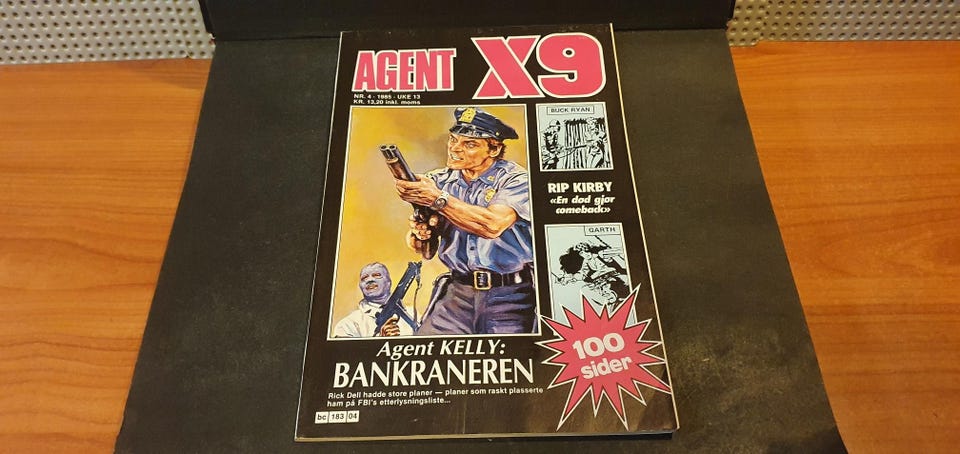 AGENT X9
NR. 4 - 1985 - UKE 13
KR. 13,20 inkl. moms
BUCK RYAN
RIP KIRBY
«En død gjør
comeback»
GARTH
100
sider
Agent KELLY:
BANKRANEREN
Rick Dell hadde store planer — planer som raskt plasserte
ham på FBI's etterlysningsliste...
bc 183 04